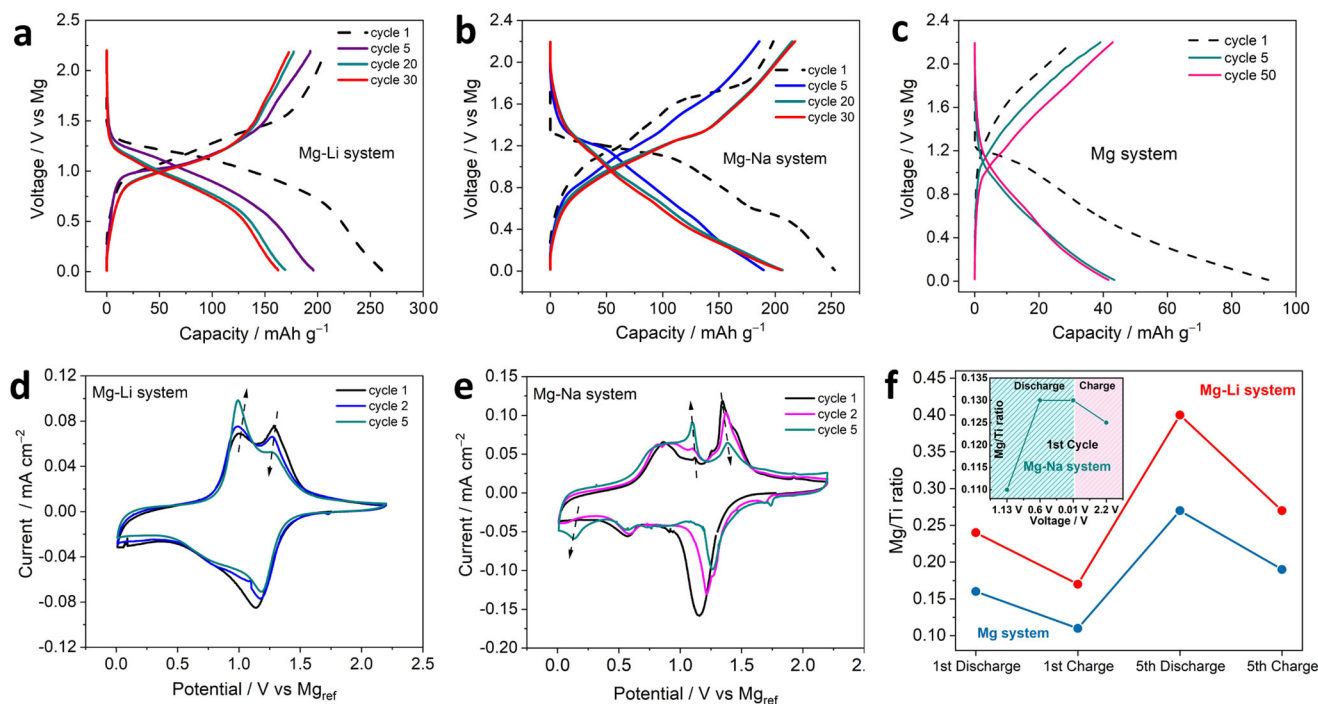 a
2.5
2.0
1.5
1.0
0.5
0.0
Voltage / V vs Mg
0 50 100 150 200 250 300
Capacity / mAh g⁻¹
cycle 1
cycle 5
cycle 20
cycle 30
Mg-Li system
b
2.4
2.0
1.6
1.2
0.8
0.4
0.0
Voltage / V vs Mg
0 50 100 150 200 250
Capacity / mAh g⁻¹
cycle 1
cycle 5
cycle 20
cycle 30
Mg-Na system
c
2.4
2.0
1.6
1.2
0.8
0.4
0.0
Voltage / V vs Mg
0 20 40 60 80 100
Capacity / mAh g⁻¹
cycle 1
cycle 5
cycle 50
Mg system
d
0.12
0.08
0.04
0.00
-0.04
-0.08
-0.12
Current / mA cm⁻²
0.0 0.5 1.0 1.5 2.0 2.5
Potential / V vs Mgref
Mg-Li system
cycle 1
cycle 2
cycle 5
e
0.15
0.10
0.05
0.00
-0.05
-0.10
-0.15
-0.20
Current / mA cm⁻²
0.0 0.5 1.0 1.5 2.0 2.
Potential / V vs Mgref
Mg-Na system
cycle 1
cycle 2
cycle 5
f
0.45
0.40
0.35
0.30
0.25
0.20
0.15
0.10
Mg/Ti ratio
1st Discharge 1st Charge 5th Discharge 5th Charge
Mg-Li system
Mg system
0.135
0.130
0.125
0.120
0.115
0.110
Mg/Ti ratio
Discharge Charge
1st Cycle
Mg-Na system
1.13 V 0.6 V 0.01 V 2.2 V
Voltage / V